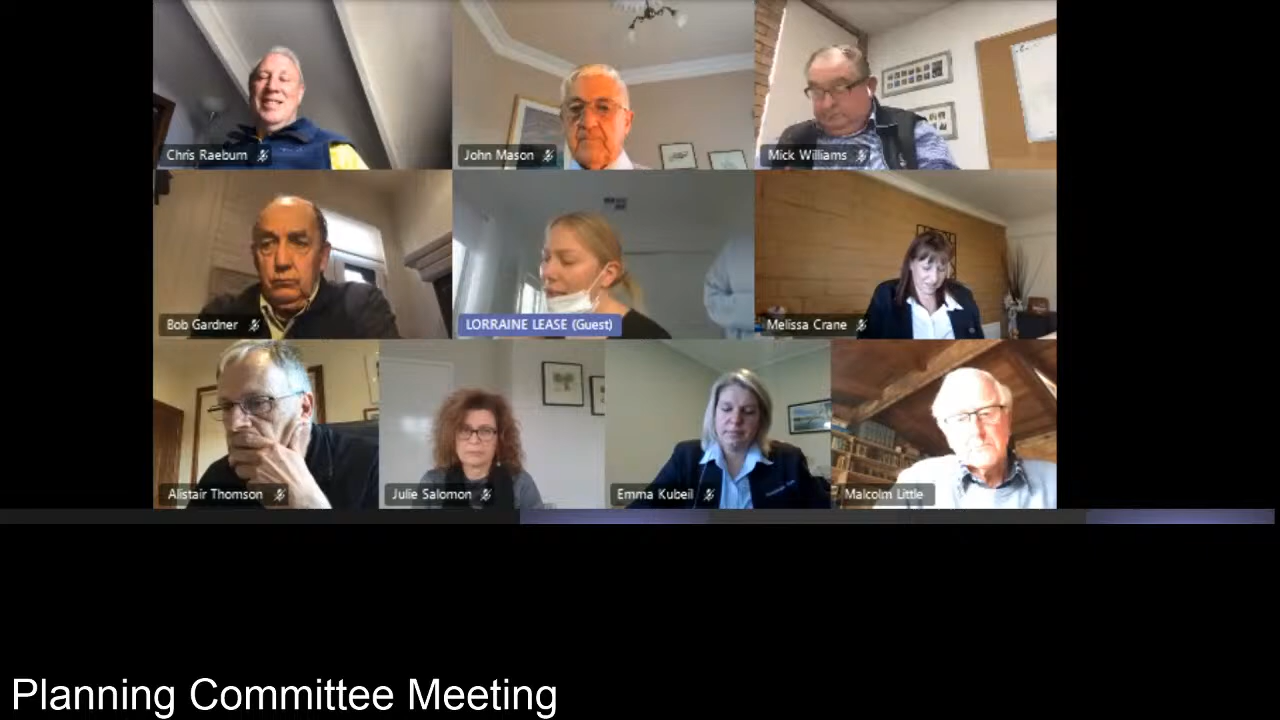 Chris Raeburn
John Mason
Mick Williams
Bob Gardner
LORRAINE LEASE (Guest)
Melissa Crane
Alistair Thomson
Julie Salomon
Emma Kubeil
Malcolm Little
Planning Committee Meeting